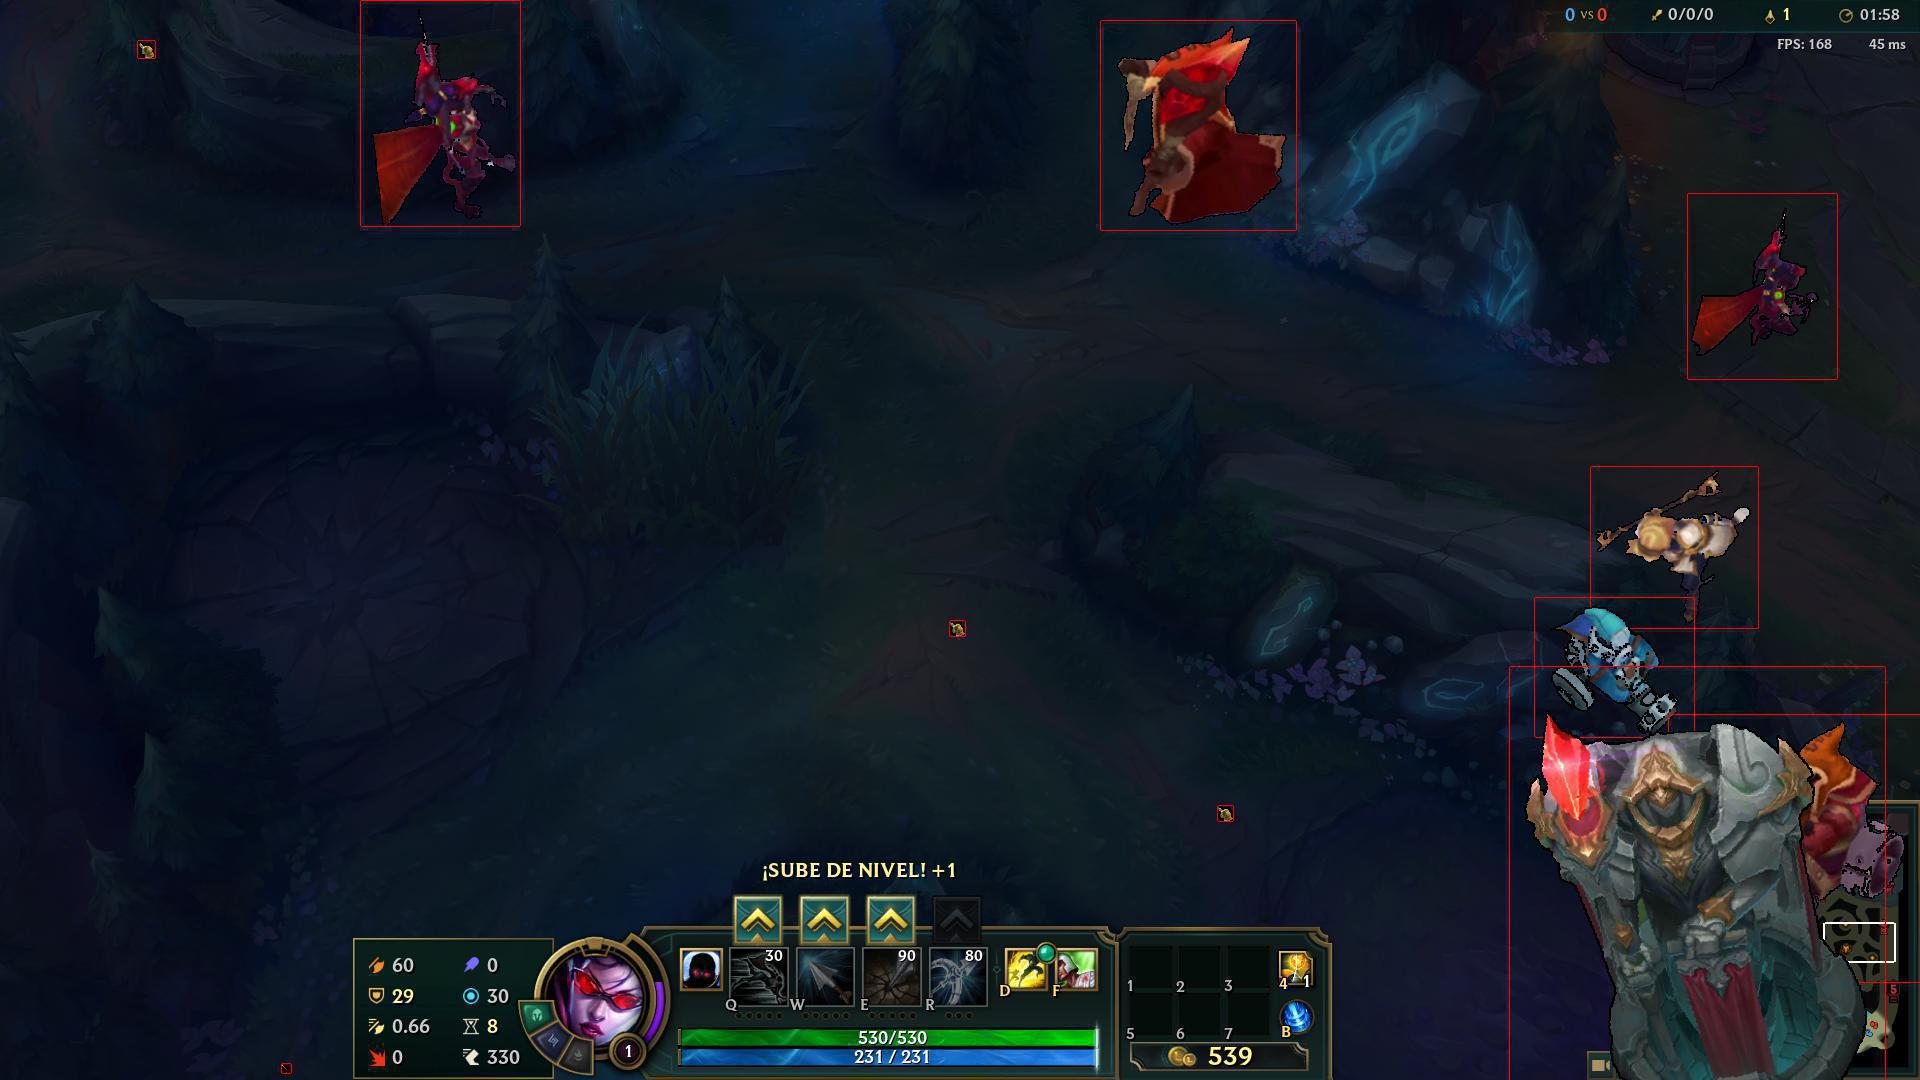 0 vs 0 0/0/0 1 01:58
FPS: 168 45 ms
¡SUBE DE NIVEL! +1
60 0
29 30
0.66 8
0 330
1
30 90 80
Q W E R
D F
530/530
231 / 231
1 2 3 4 1
5 6 7 B
539
5